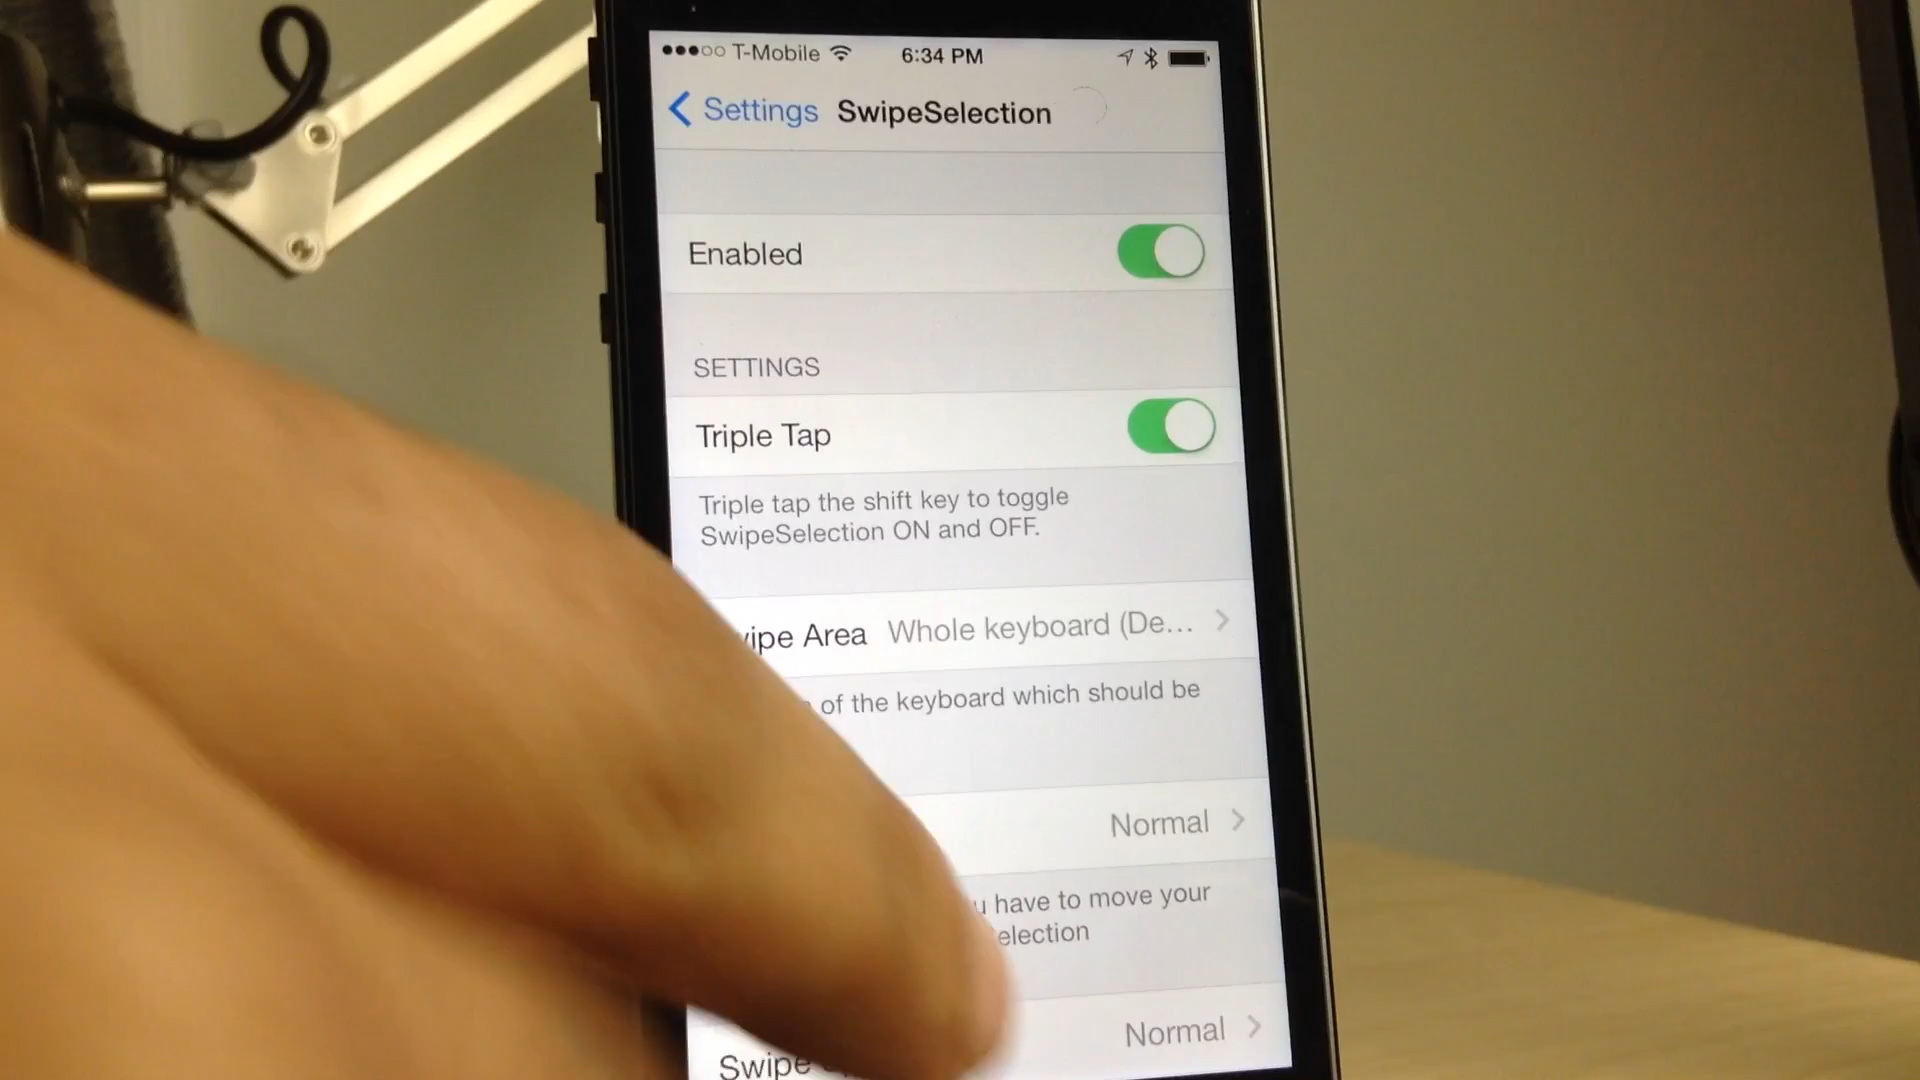 T-Mobile 6:34 PM
Settings SwipeSelection
Enabled
SETTINGS
Triple Tap
Triple tap the shift key to toggle
SwipeSelection ON and OFF.
Area Whole keyboard (De...
of the keyboard which should be
Normal
have to move your
Normal
Swipe